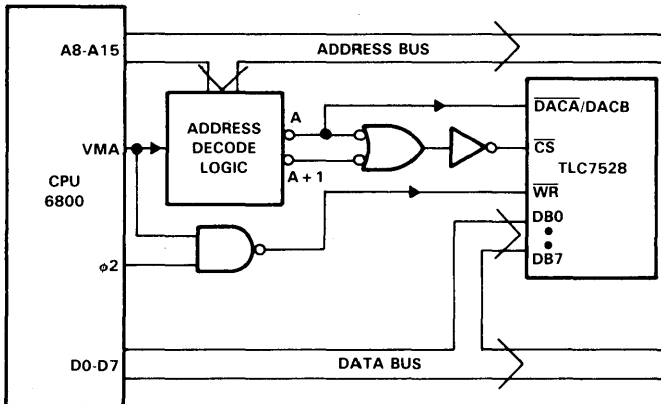 A8-A15
ADDRESS BUS
A
ADDRESS
DECODE
LOGIC
A + 1
VMA
CPU
6800
φ2
D0-D7
DATA BUS
DACA/DACB
CS
TLC7528
WR
DB0
DB7